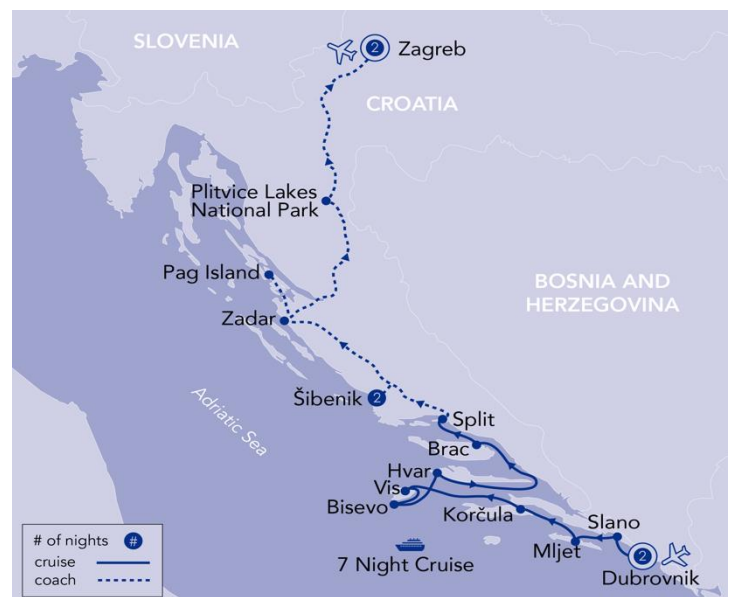 SLOVENIA
2
Zagreb
CROATIA
Plitvice Lakes
National Park
Pag Island
BOSNIA AND
HERZEGOVINA
Zadar
Adriatic Sea
Šibenik
2
Split
Brac
Hvar
Vis
Bisevo
Korčula
Slano
Mljet
2
Dubrovnik
7 Night Cruise
# of nights #
cruise
coach